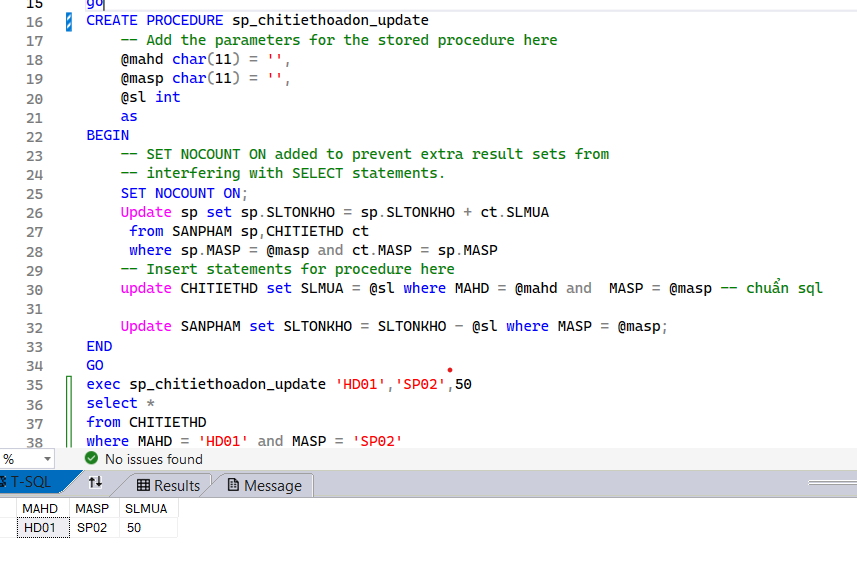 15 go
16 CREATE PROCEDURE sp_chitiethoadon_update
17 -- Add the parameters for the stored procedure here
18 @mahd char(11) = '',
19 @masp char(11) = '',
20 @sl int
21 as
22 BEGIN
23 -- SET NOCOUNT ON added to prevent extra result sets from
24 -- interfering with SELECT statements.
25 SET NOCOUNT ON;
26 Update sp set sp.SLTONKHO = sp.SLTONKHO + ct.SLMUA
27 from SANPHAM sp,CHITIETHD ct
28 where sp.MASP = @masp and ct.MASP = sp.MASP
29 -- Insert statements for procedure here
30 update CHITIETHD set SLMUA = @sl where MAHD = @mahd and  MASP = @masp -- chuẩn sql
31
32 Update SANPHAM set SLTONKHO = SLTONKHO - @sl where MASP = @masp;
33 END
34 GO
35 exec sp_chitiethoadon_update 'HD01','SP02',50
36 select *
37 from CHITIETHD
38 where MAHD = 'HD01' and MASP = 'SP02'
% No issues found
T-SQL Results Message
MAHD MASP SLMUA
HD01 SP02 50